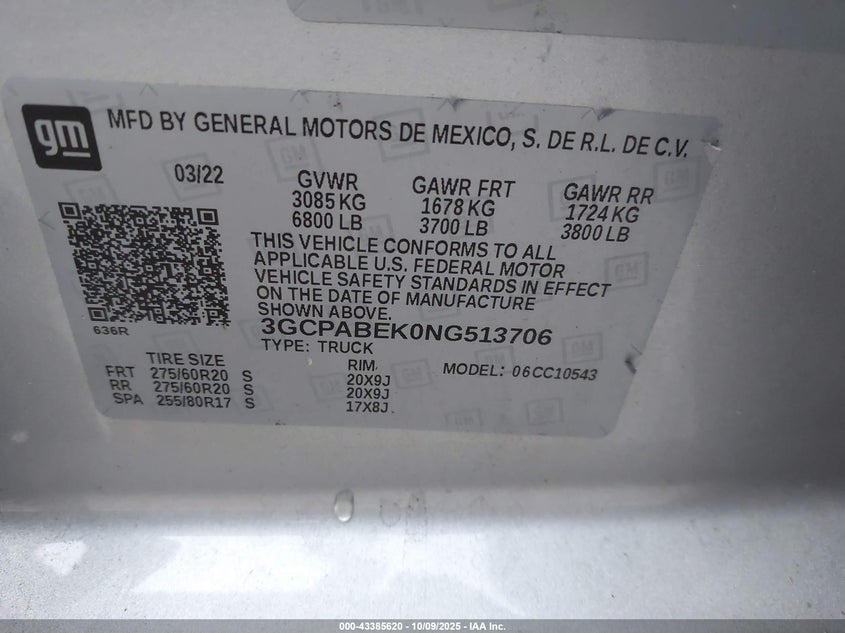 gm
MFD BY GENERAL MOTORS DE MEXICO, S. DE R.L. DE C.V.
03/22
GVWR GAWR FRT GAWR RR
3085 KG 1678 KG 1724 KG
6800 LB 3700 LB 3800 LB
THIS VEHICLE CONFORMS TO ALL
APPLICABLE U.S. FEDERAL MOTOR
VEHICLE SAFETY STANDARDS IN EFFECT
ON THE DATE OF MANUFACTURE
SHOWN ABOVE.
636R
3GCPABEK0NG513706
TYPE: TRUCK
TIRE SIZE RIM MODEL: 06CC10543
FRT 275/60R20 S 20X9J
RR 275/60R20 S 20X9J
SPA 255/80R17 S 17X8J
000-43385620 - 10/09/2025 - IAA Inc.